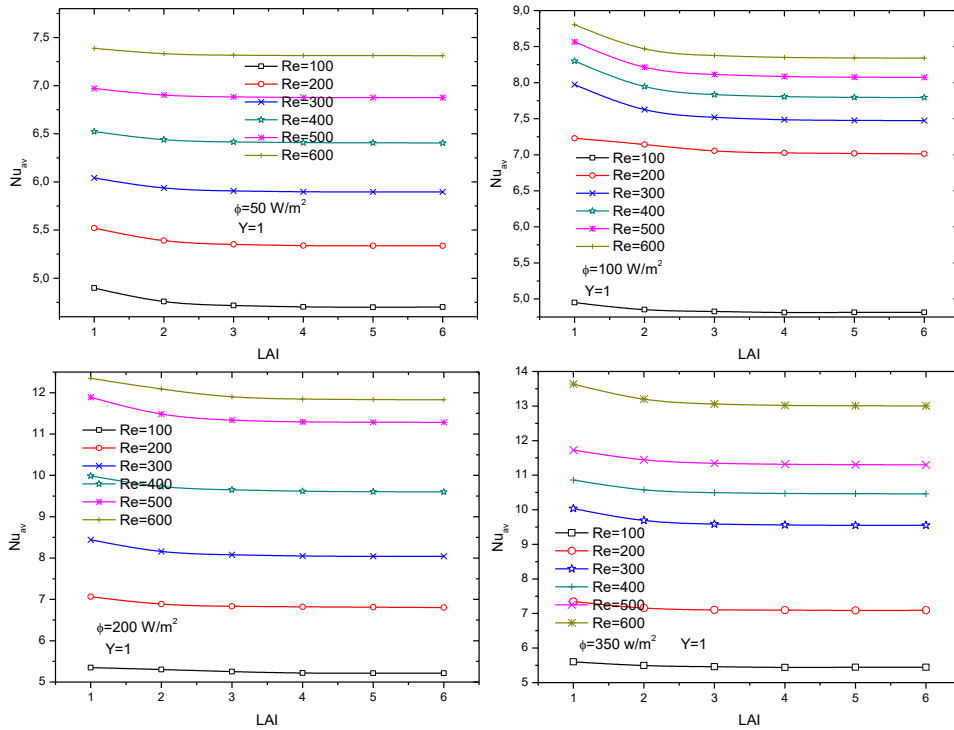 7,5
7,0
6,5
6,0
5,5
5,0
Nu_av
Re=100
Re=200
Re=300
Re=400
Re=500
Re=600
ϕ=50 W/m²
Y=1
1 2 3 4 5 6
LAI
9,0
8,5
8,0
7,5
7,0
6,5
5,0
Nu_av
Re=100
Re=200
Re=300
Re=400
Re=500
Re=600
ϕ=100 W/m²
Y=1
1 2 3 4 5 6
LAI
12
11
10
9
8
7
6
5
Nu_av
Re=100
Re=200
Re=300
Re=400
Re=500
Re=600
ϕ=200 W/m²
Y=1
1 2 3 4 5 6
LAI
14
13
12
11
10
9
8
7
6
5
Nu_av
Re=100
Re=200
Re=300
Re=400
Re=500
Re=600
ϕ=350 w/m² Y=1
1 2 3 4 5 6
LAI